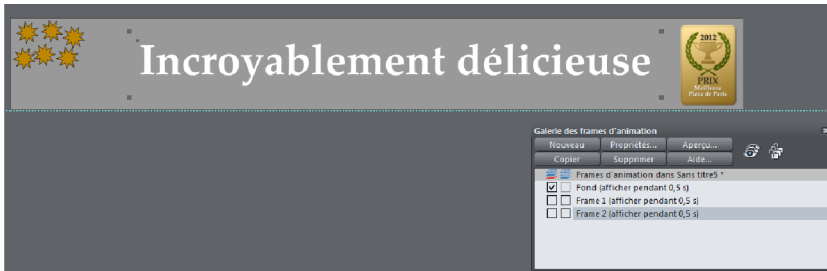 Incroyablement délicieuse
2012
PRIX
Meilleure
Pizza de Paris
Galerie des frames d'animation
Nouveau Propriétés... Aperçu...
Copier Supprimer Aide...
Frames d'animation dans Sans titre5 *
Fond (afficher pendant 0,5 s)
Frame 1 (afficher pendant 0,5 s)
Frame 2 (afficher pendant 0,5 s)